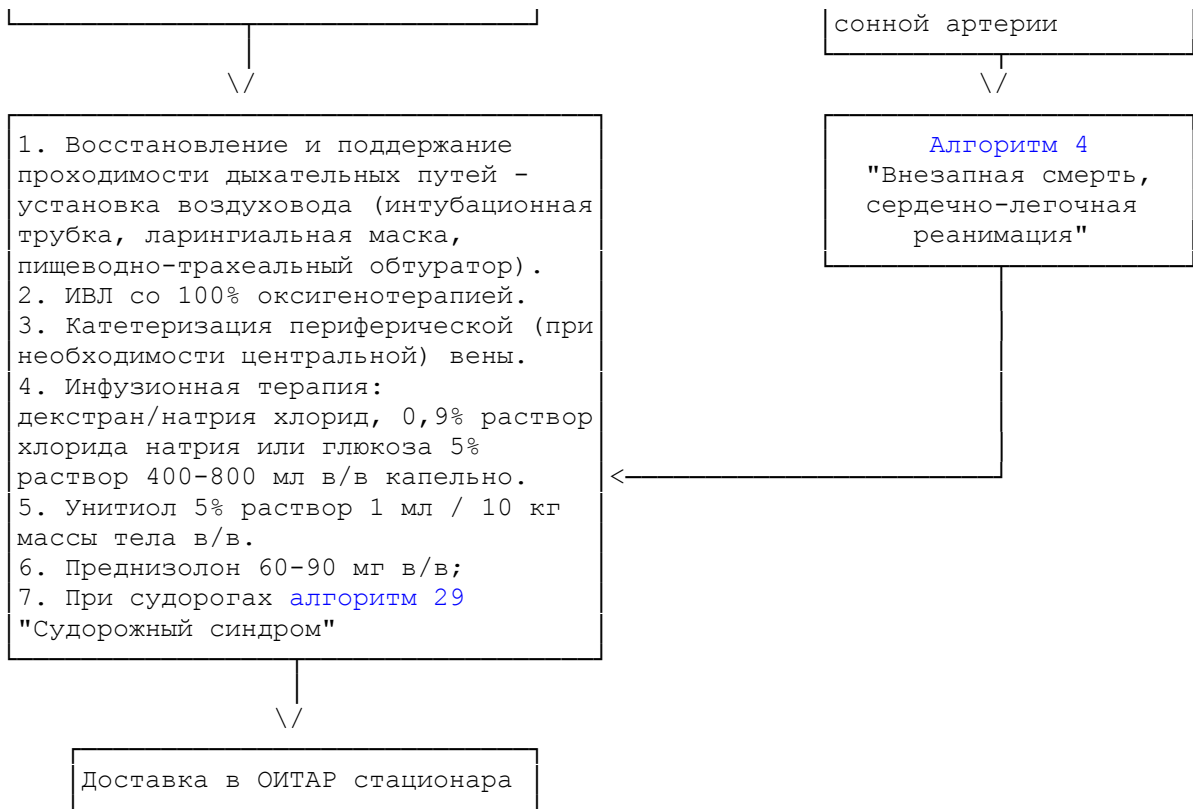 сонной артерии
1. Восстановление и поддержание
проходимости дыхательных путей -
установка воздуховода (интубационная
трубка, ларингиальная маска,
пищеводно-трахеальный обтуратор).
2. ИВЛ со 100% оксигенотерапией.
3. Катетеризация периферической (при
необходимости центральной) вены.
4. Инфузионная терапия:
декстран/натрия хлорид, 0,9% раствор
хлорида натрия или глюкоза 5%
раствор 400-800 мл в/в капельно.
5. Унитиол 5% раствор 1 мл / 10 кг
массы тела в/в.
6. Преднизолон 60-90 мг в/в;
7. При судорогах алгоритм 29
"Судорожный синдром"
Алгоритм 4
"Внезапная смерть,
сердечно-легочная
реанимация"
Доставка в ОИТАР стационара